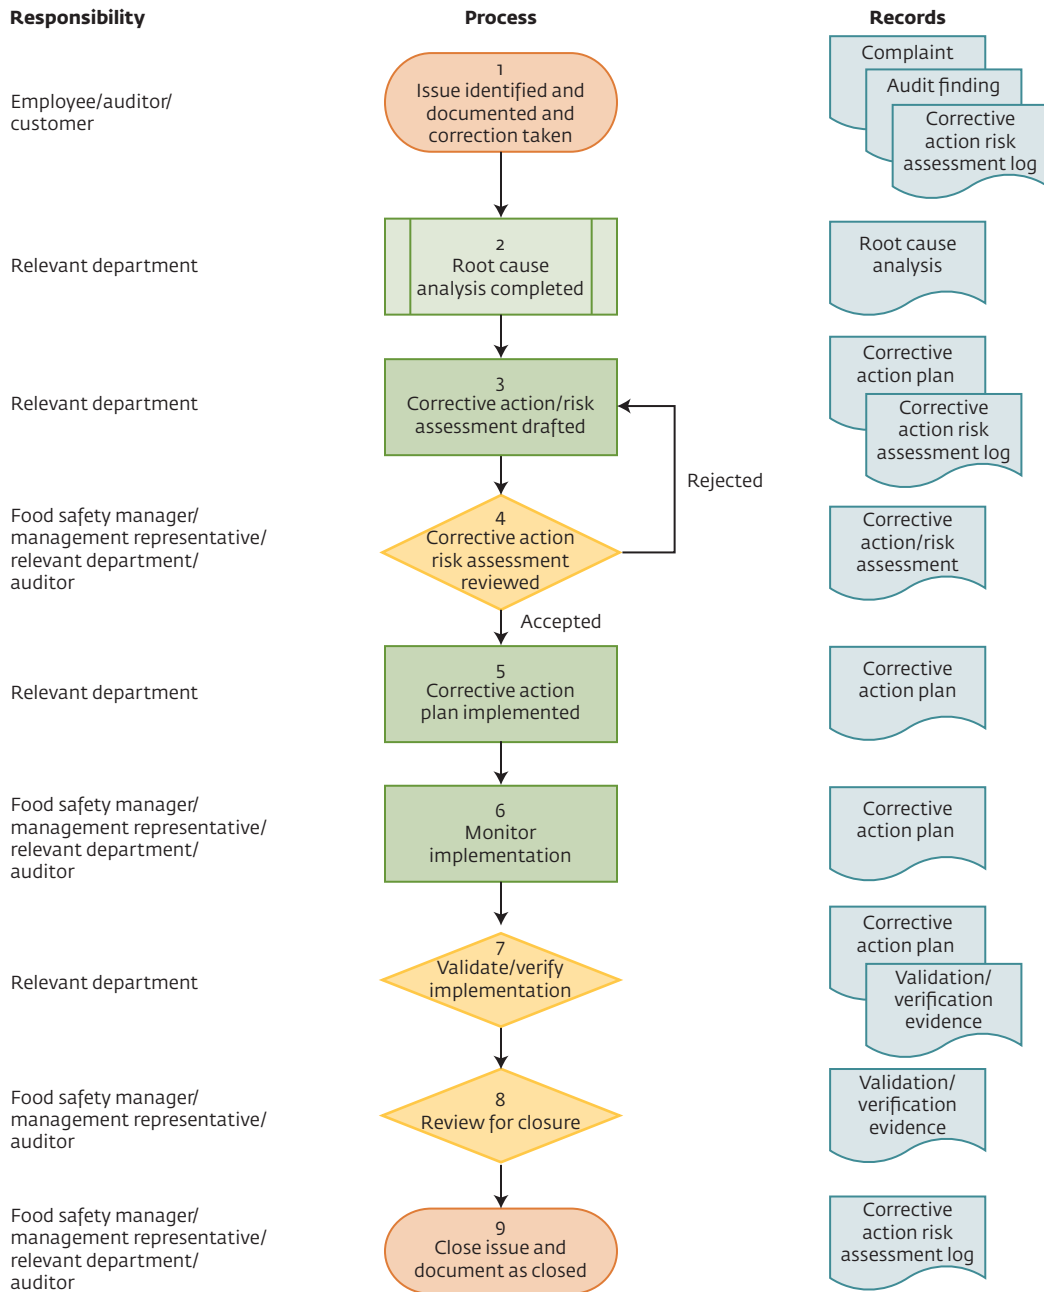 Responsibility
Process
Records
Employee/auditor/
customer
1
Issue identified and
documented and
correction taken
Complaint
Audit finding
Corrective
action risk
assessment log
Relevant department
2
Root cause
analysis completed
Root cause
analysis
Relevant department
3
Corrective action/risk
assessment drafted
Corrective
action plan
Corrective
action risk
assessment log
Rejected
Food safety manager/
management representative/
relevant department/
auditor
4
Corrective action
risk assessment
reviewed
Corrective
action/risk
assessment
Accepted
Relevant department
5
Corrective action
plan implemented
Corrective
action plan
Food safety manager/
management representative/
relevant department/
auditor
6
Monitor
implementation
Corrective
action plan
Relevant department
7
Validate/verify
implementation
Corrective
action plan
Validation/
verification
evidence
Food safety manager/
management representative/
auditor
8
Review for closure
Validation/
verification
evidence
Food safety manager/
management representative/
relevant department/
auditor
9
Close issue and
document as closed
Corrective
action risk
assessment log